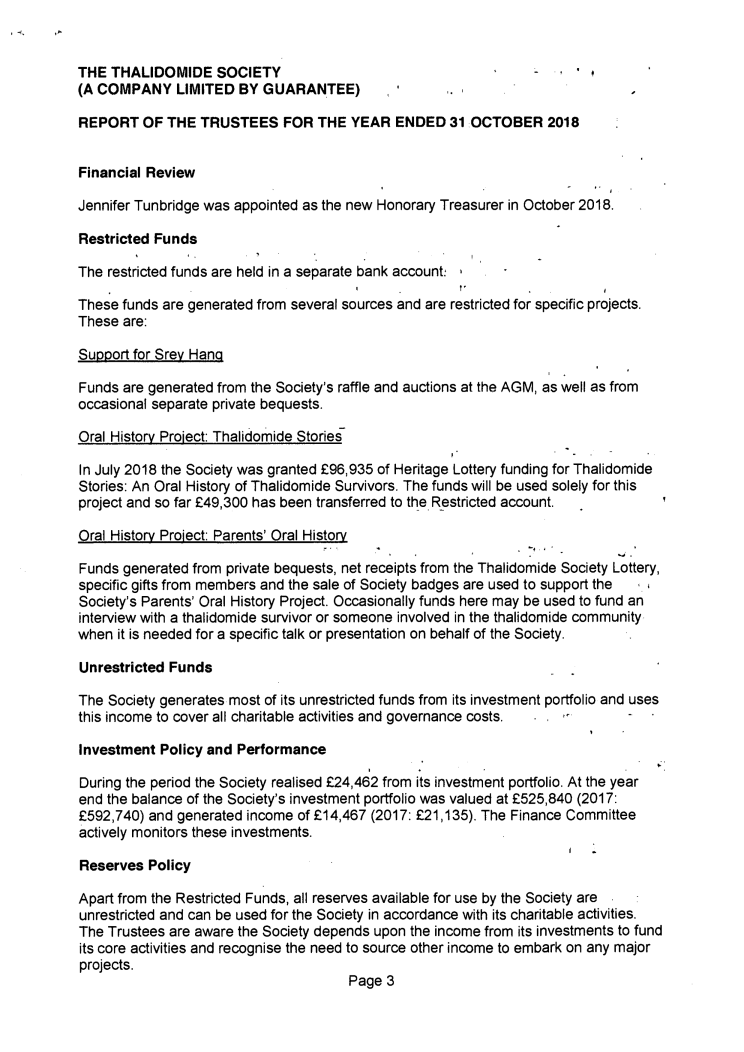 THE THALIDOMIDE SOCIETY
(A COMPANY LIMITED BY GUARANTEE)
REPORT OF THE TRUSTEES FOR THE YEAR ENDED 31 OCTOBER 2018
Financial Review
Jennifer Tunbridge was appointed as the new Honorary Treasurer in October 2018.
Restricted Funds
The restricted funds are held in a separate bank account.
These funds are generated from several sources and are restricted for specific projects.
These are:
Support for Srey Hang
Funds are generated from the Society's raffle and auctions at the AGM, as well as from
occasional separate private bequests.
Oral History Project: Thalidomide Stories
In July 2018 the Society was granted £96,935 of Heritage Lottery funding for Thalidomide
Stories: An Oral History of Thalidomide Survivors. The funds will be used solely for this
project and so far £49,300 has been transferred to the Restricted account.
Oral History Project: Parents' Oral History
Funds generated from private bequests, net receipts from the Thalidomide Society Lottery,
specific gifts from members and the sale of Society badges are used to support the
Society's Parents' Oral History Project. Occasionally funds here may be used to fund an
interview with a thalidomide survivor or someone involved in the thalidomide community
when it is needed for a specific talk or presentation on behalf of the Society.
Unrestricted Funds
The Society generates most of its unrestricted funds from its investment portfolio and uses
this income to cover all charitable activities and governance costs.
Investment Policy and Performance
During the period the Society realised £24,462 from its investment portfolio. At the year
end the balance of the Society's investment portfolio was valued at £525,840 (2017:
£592,740) and generated income of £14,467 (2017: £21,135). The Finance Committee
actively monitors these investments.
Reserves Policy
Apart from the Restricted Funds, all reserves available for use by the Society are
unrestricted and can be used for the Society in accordance with its charitable activities.
The Trustees are aware the Society depends upon the income from its investments to fund
its core activities and recognise the need to source other income to embark on any major
projects.
Page 3